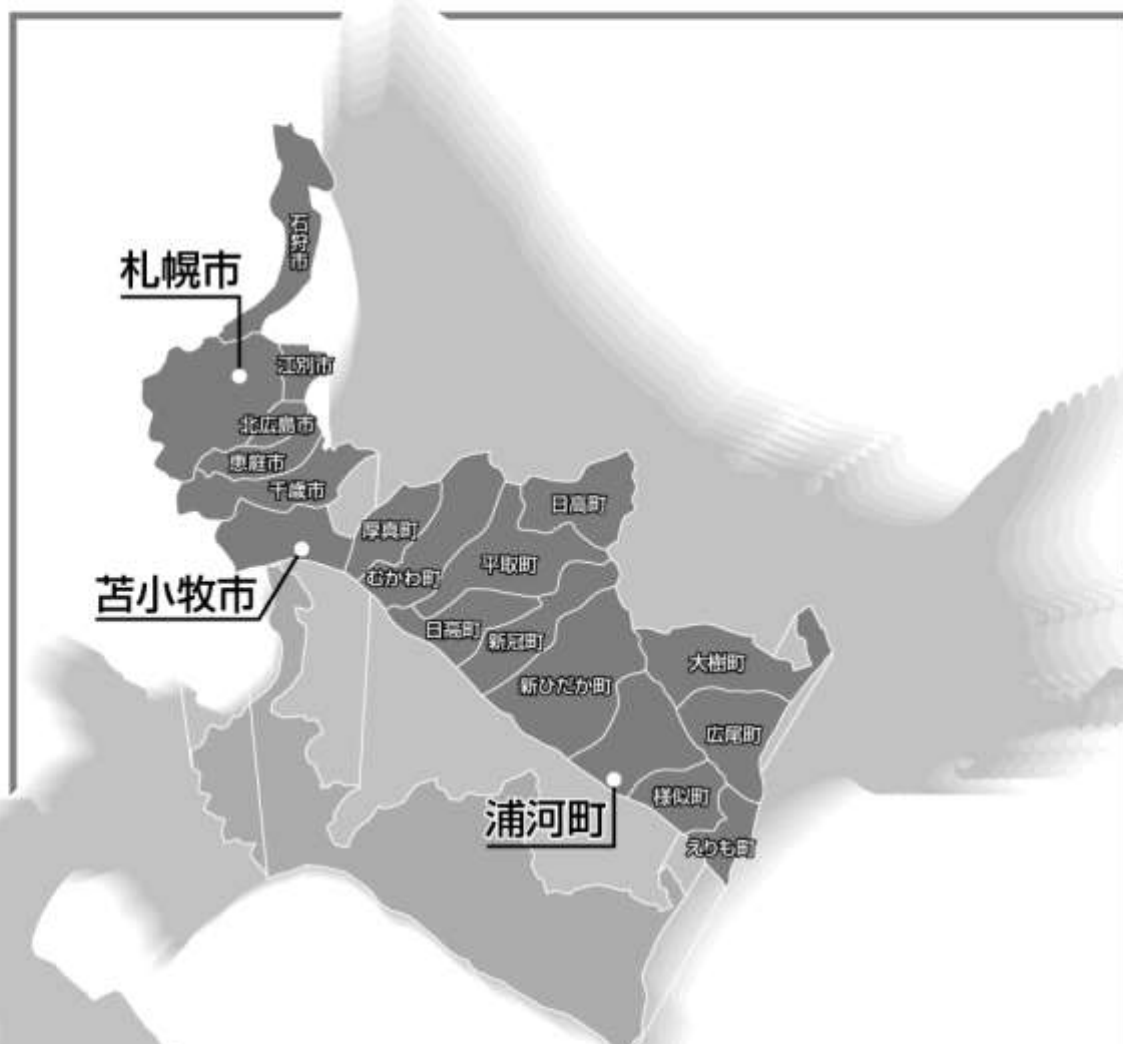 石狩市
札幌市
江別市
北広島市
恵庭市
千歳市
日高町
厚真町
平取町
むかわ町
苫小牧市
日高町
新冠町
大樹町
新ひだか町
広尾町
様似町
浦河町
えりも町